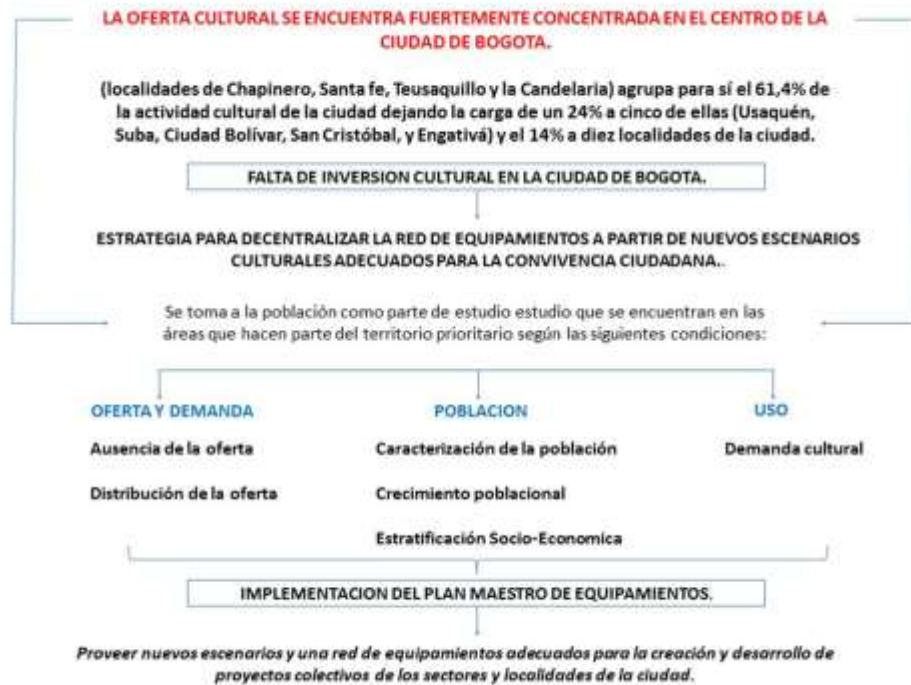 LA OFERTA CULTURAL SE ENCUENTRA FUERTEMENTE CONCENTRADA EN EL CENTRO DE LA
CIUDAD DE BOGOTA.
(localidades de Chapinero, Santa fe, Teusaquillo y la Candelaria) agrupa para sí el 61,4% de
la actividad cultural de la ciudad dejando la carga de un 24% a cinco de ellas (Usaquén,
Suba, Ciudad Bolívar, San Cristóbal, y Engativá) y el 14% a diez localidades de la ciudad.
FALTA DE INVERSION CULTURAL EN LA CIUDAD DE BOGOTA.
ESTRATEGIA PARA DECENTRALIZAR LA RED DE EQUIPAMIENTOS A PARTIR DE NUEVOS ESCENARIOS
CULTURALES ADECUADOS PARA LA CONVIVENCIA CIUDADANA..
Se toma a la población como parte de estudio estudio que se encuentran en las
áreas que hacen parte del territorio prioritario según las siguientes condiciones:
OFERTA Y DEMANDA
Ausencia de la oferta
Distribución de la oferta
POBLACION
Caracterización de la población
Crecimiento poblacional
Estratificación Socio-Economica
USO
Demanda cultural
IMPLEMENTACION DEL PLAN MAESTRO DE EQUIPAMIENTOS.
Proveer nuevos escenarios y una red de equipamientos adecuados para la creación y desarrollo de
proyectos colectivos de los sectores y localidades de la ciudad.